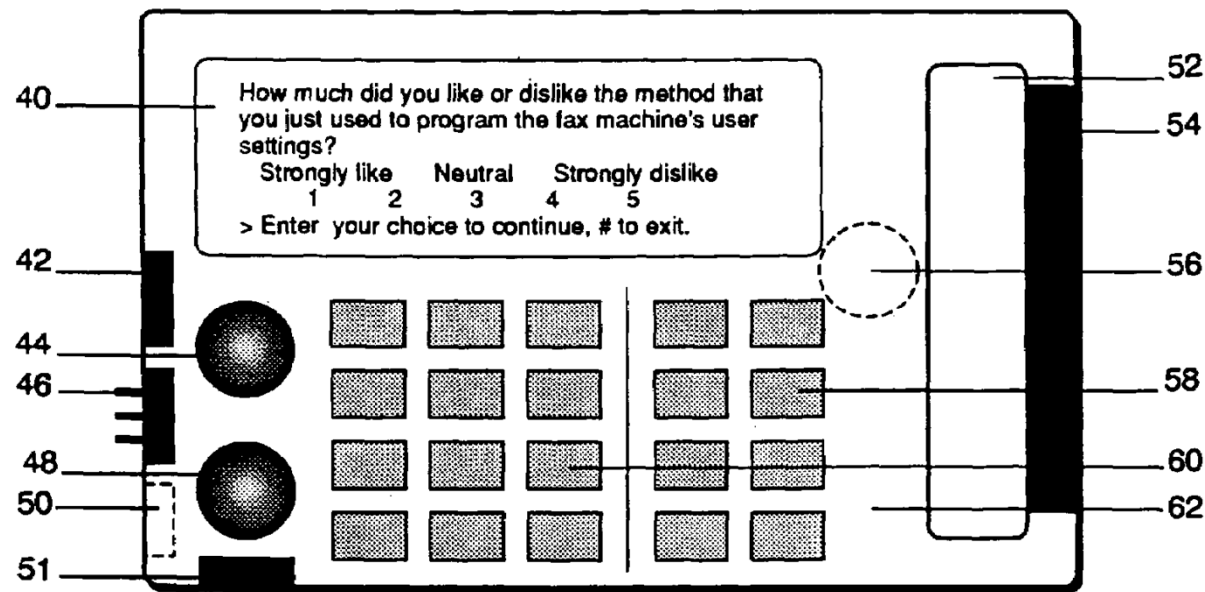 40
How much did you like or dislike the method that
you just used to program the fax machine's user
settings?
Strongly like Neutral Strongly dislike
1 2 3 4 5
> Enter your choice to continue, # to exit.
42
44
46
48
50
51
52
54
56
58
60
62